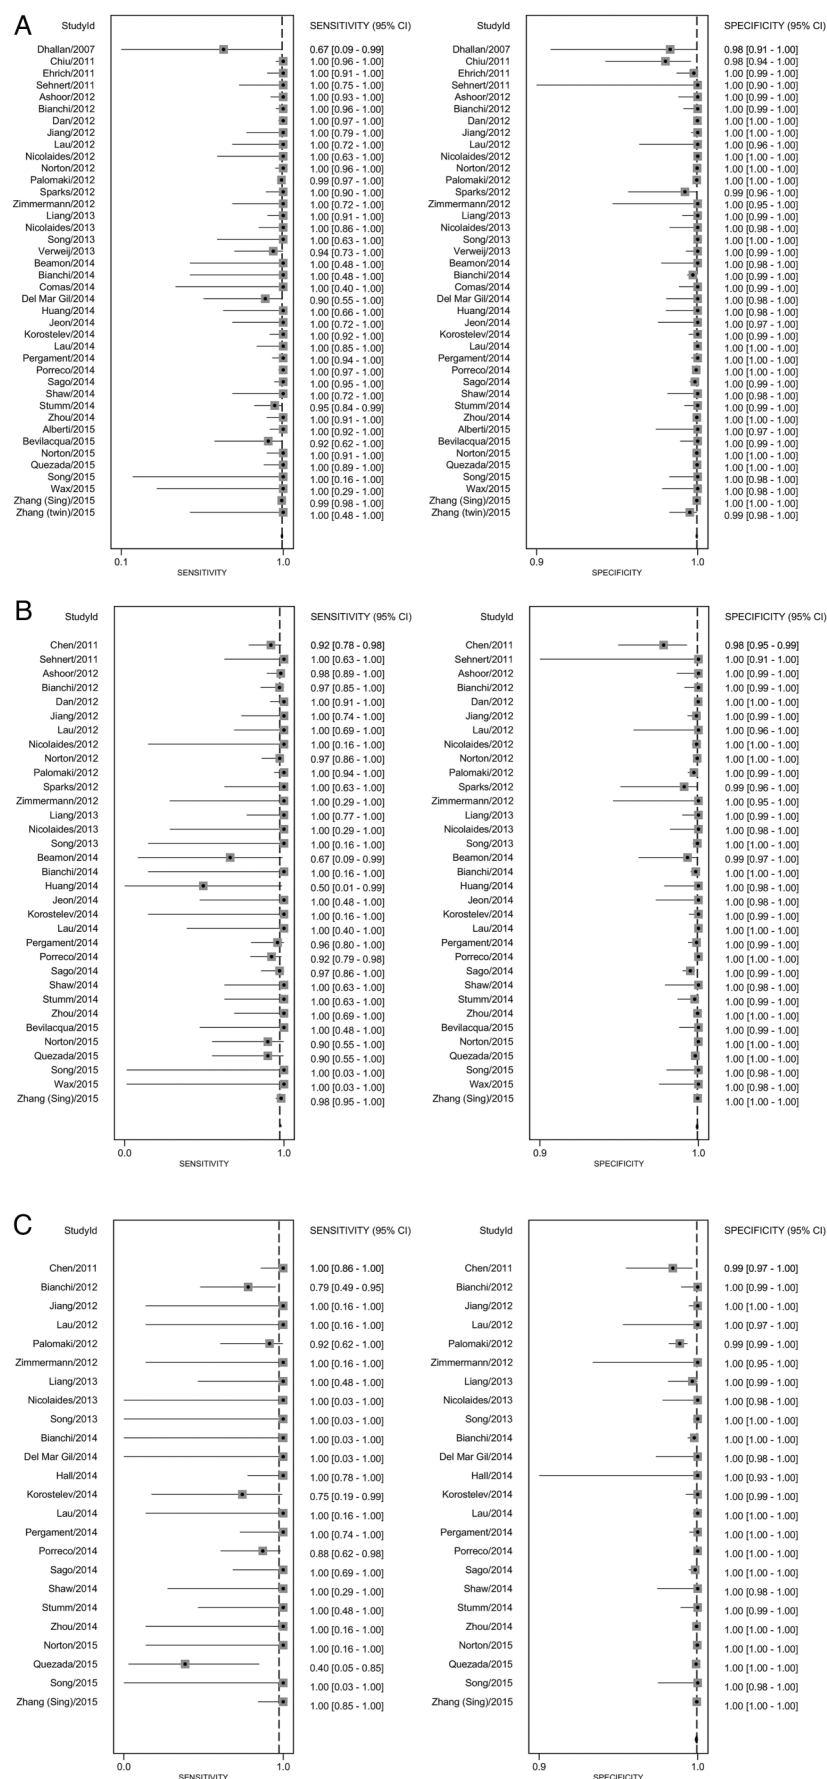 A
StudyId SENSITIVITY (95% CI) StudyId SPECIFICITY (95% CI)
Dhallan/2007 0.67 [0.09 - 0.99] Dhallan/2007 0.98 [0.91 - 1.00]
Chiu/2011 1.00 [0.96 - 1.00] Chiu/2011 0.98 [0.94 - 1.00]
Ehrich/2011 1.00 [0.91 - 1.00] Ehrich/2011 1.00 [0.99 - 1.00]
Sehnert/2011 1.00 [0.75 - 1.00] Sehnert/2011 1.00 [0.90 - 1.00]
Ashoor/2012 1.00 [0.93 - 1.00] Ashoor/2012 1.00 [0.99 - 1.00]
Bianchi/2012 1.00 [0.96 - 1.00] Bianchi/2012 1.00 [0.99 - 1.00]
Dan/2012 1.00 [0.97 - 1.00] Dan/2012 1.00 [1.00 - 1.00]
Jiang/2012 1.00 [0.79 - 1.00] Jiang/2012 1.00 [1.00 - 1.00]
Lau/2012 1.00 [0.72 - 1.00] Lau/2012 1.00 [0.96 - 1.00]
Nicolaides/2012 1.00 [0.63 - 1.00] Nicolaides/2012 1.00 [1.00 - 1.00]
Norton/2012 1.00 [0.96 - 1.00] Norton/2012 1.00 [1.00 - 1.00]
Palomaki/2012 0.99 [0.97 - 1.00] Palomaki/2012 1.00 [1.00 - 1.00]
Sparks/2012 1.00 [0.90 - 1.00] Sparks/2012 0.99 [0.96 - 1.00]
Zimmermann/2012 1.00 [0.72 - 1.00] Zimmermann/2012 1.00 [0.95 - 1.00]
Liang/2013 1.00 [0.91 - 1.00] Liang/2013 1.00 [0.99 - 1.00]
Nicolaides/2013 1.00 [0.86 - 1.00] Nicolaides/2013 1.00 [0.98 - 1.00]
Song/2013 1.00 [0.63 - 1.00] Song/2013 1.00 [1.00 - 1.00]
Verweij/2013 0.94 [0.73 - 1.00] Verweij/2013 1.00 [0.99 - 1.00]
Beamon/2014 1.00 [0.48 - 1.00] Beamon/2014 1.00 [0.98 - 1.00]
Bianchi/2014 1.00 [0.48 - 1.00] Bianchi/2014 1.00 [0.99 - 1.00]
Comas/2014 1.00 [0.40 - 1.00] Comas/2014 1.00 [0.99 - 1.00]
Del Mar Gil/2014 0.90 [0.55 - 1.00] Del Mar Gil/2014 1.00 [0.98 - 1.00]
Huang/2014 1.00 [0.66 - 1.00] Huang/2014 1.00 [0.98 - 1.00]
Jeon/2014 1.00 [0.72 - 1.00] Jeon/2014 1.00 [0.97 - 1.00]
Korostelev/2014 1.00 [0.92 - 1.00] Korostelev/2014 1.00 [0.99 - 1.00]
Lau/2014 1.00 [0.85 - 1.00] Lau/2014 1.00 [1.00 - 1.00]
Pergament/2014 1.00 [0.94 - 1.00] Pergament/2014 1.00 [1.00 - 1.00]
Porreco/2014 1.00 [0.97 - 1.00] Porreco/2014 1.00 [1.00 - 1.00]
Sago/2014 1.00 [0.95 - 1.00] Sago/2014 1.00 [0.99 - 1.00]
Shaw/2014 1.00 [0.72 - 1.00] Shaw/2014 1.00 [0.98 - 1.00]
Stumm/2014 0.95 [0.84 - 0.99] Stumm/2014 1.00 [0.99 - 1.00]
Zhou/2014 1.00 [0.91 - 1.00] Zhou/2014 1.00 [1.00 - 1.00]
Alberti/2015 1.00 [0.92 - 1.00] Alberti/2015 1.00 [0.97 - 1.00]
Bevilacqua/2015 0.92 [0.62 - 1.00] Bevilacqua/2015 1.00 [0.99 - 1.00]
Norton/2015 1.00 [0.91 - 1.00] Norton/2015 1.00 [1.00 - 1.00]
Quezada/2015 1.00 [0.89 - 1.00] Quezada/2015 1.00 [1.00 - 1.00]
Song/2015 1.00 [0.16 - 1.00] Song/2015 1.00 [0.98 - 1.00]
Wax/2015 1.00 [0.29 - 1.00] Wax/2015 1.00 [0.98 - 1.00]
Zhang (Sing)/2015 0.99 [0.98 - 1.00] Zhang (Sing)/2015 1.00 [1.00 - 1.00]
Zhang (twin)/2015 1.00 [0.48 - 1.00] Zhang (twin)/2015 0.99 [0.98 - 1.00]
0.1 1.0 0.9 1.0
SENSITIVITY SPECIFICITY
B
StudyId SENSITIVITY (95% CI) StudyId SPECIFICITY (95% CI)
Chen/2011 0.92 [0.78 - 0.98] Chen/2011 0.98 [0.95 - 0.99]
Sehnert/2011 1.00 [0.63 - 1.00] Sehnert/2011 1.00 [0.91 - 1.00]
Ashoor/2012 0.98 [0.89 - 1.00] Ashoor/2012 1.00 [0.99 - 1.00]
Bianchi/2012 0.97 [0.85 - 1.00] Bianchi/2012 1.00 [0.99 - 1.00]
Dan/2012 1.00 [0.91 - 1.00] Dan/2012 1.00 [1.00 - 1.00]
Jiang/2012 1.00 [0.74 - 1.00] Jiang/2012 1.00 [0.99 - 1.00]
Lau/2012 1.00 [0.69 - 1.00] Lau/2012 1.00 [0.96 - 1.00]
Nicolaides/2012 1.00 [0.16 - 1.00] Nicolaides/2012 1.00 [1.00 - 1.00]
Norton/2012 0.97 [0.86 - 1.00] Norton/2012 1.00 [1.00 - 1.00]
Palomaki/2012 1.00 [0.94 - 1.00] Palomaki/2012 1.00 [0.99 - 1.00]
Sparks/2012 1.00 [0.63 - 1.00] Sparks/2012 0.99 [0.96 - 1.00]
Zimmermann/2012 1.00 [0.29 - 1.00] Zimmermann/2012 1.00 [0.95 - 1.00]
Liang/2013 1.00 [0.77 - 1.00] Liang/2013 1.00 [0.99 - 1.00]
Nicolaides/2013 1.00 [0.29 - 1.00] Nicolaides/2013 1.00 [0.98 - 1.00]
Song/2013 1.00 [0.16 - 1.00] Song/2013 1.00 [1.00 - 1.00]
Beamon/2014 0.67 [0.09 - 0.99] Beamon/2014 0.99 [0.97 - 1.00]
Bianchi/2014 1.00 [0.16 - 1.00] Bianchi/2014 1.00 [1.00 - 1.00]
Huang/2014 0.50 [0.01 - 0.99] Huang/2014 1.00 [0.98 - 1.00]
Jeon/2014 1.00 [0.48 - 1.00] Jeon/2014 1.00 [0.98 - 1.00]
Korostelev/2014 1.00 [0.16 - 1.00] Korostelev/2014 1.00 [0.99 - 1.00]
Lau/2014 1.00 [0.40 - 1.00] Lau/2014 1.00 [1.00 - 1.00]
Pergament/2014 0.96 [0.80 - 1.00] Pergament/2014 1.00 [0.99 - 1.00]
Porreco/2014 0.92 [0.79 - 0.98] Porreco/2014 1.00 [1.00 - 1.00]
Sago/2014 0.97 [0.86 - 1.00] Sago/2014 1.00 [0.99 - 1.00]
Shaw/2014 1.00 [0.63 - 1.00] Shaw/2014 1.00 [0.98 - 1.00]
Stumm/2014 1.00 [0.63 - 1.00] Stumm/2014 1.00 [0.99 - 1.00]
Zhou/2014 1.00 [0.69 - 1.00] Zhou/2014 1.00 [1.00 - 1.00]
Bevilacqua/2015 1.00 [0.48 - 1.00] Bevilacqua/2015 1.00 [0.99 - 1.00]
Norton/2015 0.90 [0.55 - 1.00] Norton/2015 1.00 [1.00 - 1.00]
Quezada/2015 0.90 [0.55 - 1.00] Quezada/2015 1.00 [1.00 - 1.00]
Song/2015 1.00 [0.03 - 1.00] Song/2015 1.00 [0.98 - 1.00]
Wax/2015 1.00 [0.03 - 1.00] Wax/2015 1.00 [0.98 - 1.00]
Zhang (Sing)/2015 0.98 [0.95 - 1.00] Zhang (Sing)/2015 1.00 [1.00 - 1.00]
0.0 1.0 0.9 1.0
SENSITIVITY SPECIFICITY
C
StudyId SENSITIVITY (95% CI) StudyId SPECIFICITY (95% CI)
Chen/2011 1.00 [0.86 - 1.00] Chen/2011 0.99 [0.97 - 1.00]
Bianchi/2012 0.79 [0.49 - 0.95] Bianchi/2012 1.00 [0.99 - 1.00]
Jiang/2012 1.00 [0.16 - 1.00] Jiang/2012 1.00 [1.00 - 1.00]
Lau/2012 1.00 [0.16 - 1.00] Lau/2012 1.00 [0.97 - 1.00]
Palomaki/2012 0.92 [0.62 - 1.00] Palomaki/2012 0.99 [0.99 - 1.00]
Zimmermann/2012 1.00 [0.16 - 1.00] Zimmermann/2012 1.00 [0.95 - 1.00]
Liang/2013 1.00 [0.48 - 1.00] Liang/2013 1.00 [0.99 - 1.00]
Nicolaides/2013 1.00 [0.03 - 1.00] Nicolaides/2013 1.00 [0.98 - 1.00]
Song/2013 1.00 [0.03 - 1.00] Song/2013 1.00 [1.00 - 1.00]
Bianchi/2014 1.00 [0.03 - 1.00] Bianchi/2014 1.00 [1.00 - 1.00]
Del Mar Gil/2014 1.00 [0.03 - 1.00] Del Mar Gil/2014 1.00 [0.98 - 1.00]
Hall/2014 1.00 [0.78 - 1.00] Hall/2014 1.00 [0.93 - 1.00]
Korostelev/2014 0.75 [0.19 - 0.99] Korostelev/2014 1.00 [0.99 - 1.00]
Lau/2014 1.00 [0.16 - 1.00] Lau/2014 1.00 [1.00 - 1.00]
Pergament/2014 1.00 [0.74 - 1.00] Pergament/2014 1.00 [1.00 - 1.00]
Porreco/2014 0.88 [0.62 - 0.98] Porreco/2014 1.00 [1.00 - 1.00]
Sago/2014 1.00 [0.69 - 1.00] Sago/2014 1.00 [1.00 - 1.00]
Shaw/2014 1.00 [0.29 - 1.00] Shaw/2014 1.00 [0.98 - 1.00]
Stumm/2014 1.00 [0.48 - 1.00] Stumm/2014 1.00 [0.99 - 1.00]
Zhou/2014 1.00 [0.16 - 1.00] Zhou/2014 1.00 [1.00 - 1.00]
Norton/2015 1.00 [0.16 - 1.00] Norton/2015 1.00 [1.00 - 1.00]
Quezada/2015 0.40 [0.05 - 0.85] Quezada/2015 1.00 [1.00 - 1.00]
Song/2015 1.00 [0.03 - 1.00] Song/2015 1.00 [0.98 - 1.00]
Zhang (Sing)/2015 1.00 [0.85 - 1.00] Zhang (Sing)/2015 1.00 [1.00 - 1.00]
0.0 1.0 0.9 1.0
SENSITIVITY SPECIFICITY